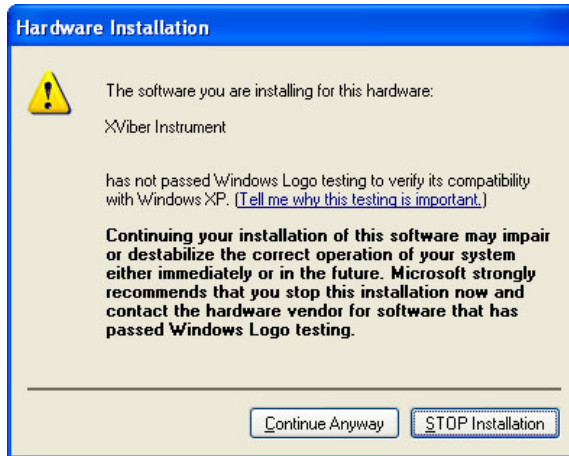 Hardware Installation
The software you are installing for this hardware:
XViber Instrument
has not passed Windows Logo testing to verify its compatibility
with Windows XP. (Tell me why this testing is important.)
Continuing your installation of this software may impair
or destabilize the correct operation of your system
either immediately or in the future. Microsoft strongly
recommends that you stop this installation now and
contact the hardware vendor for software that has
passed Windows Logo testing.
Continue Anyway
STOP Installation